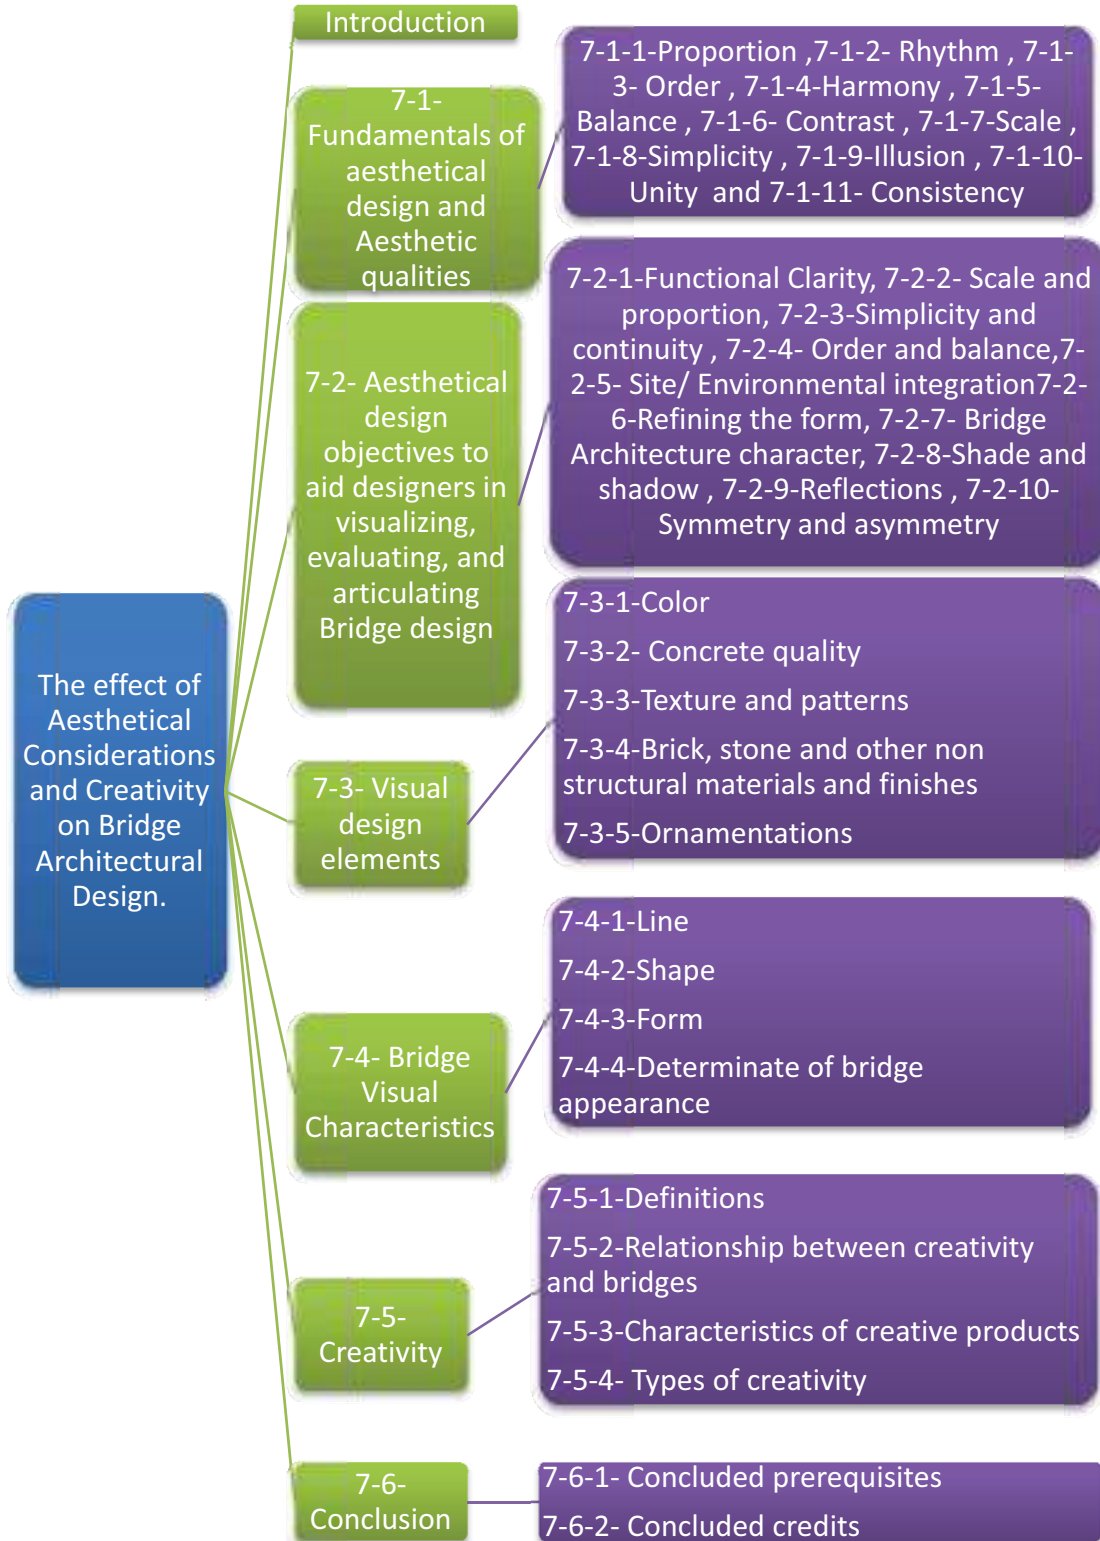 The effect of
Aesthetical
Considerations
and Creativity
on Bridge
Architectural
Design.
Introduction
7-1-
Fundamentals of
aesthetical
design and
Aesthetic
qualities
7-1-1-Proportion ,7-1-2- Rhythm , 7-1-
3- Order , 7-1-4-Harmony , 7-1-5-
Balance , 7-1-6- Contrast , 7-1-7-Scale ,
7-1-8-Simplicity , 7-1-9-Illusion , 7-1-10-
Unity and 7-1-11- Consistency
7-2- Aesthetical
design
objectives to
aid designers in
visualizing,
evaluating, and
articulating
Bridge design
7-2-1-Functional Clarity, 7-2-2- Scale and
proportion, 7-2-3-Simplicity and
continuity , 7-2-4- Order and balance,7-
2-5- Site/ Environmental integration7-2-
6-Refining the form, 7-2-7- Bridge
Architecture character, 7-2-8-Shade and
shadow , 7-2-9-Reflections , 7-2-10-
Symmetry and asymmetry
7-3- Visual
design
elements
7-3-1-Color
7-3-2- Concrete quality
7-3-3-Texture and patterns
7-3-4-Brick, stone and other non
structural materials and finishes
7-3-5-Ornamentations
7-4- Bridge
Visual
Characteristics
7-4-1-Line
7-4-2-Shape
7-4-3-Form
7-4-4-Determinate of bridge
appearance
7-5-
Creativity
7-5-1-Definitions
7-5-2-Relationship between creativity
and bridges
7-5-3-Characteristics of creative products
7-5-4- Types of creativity
7-6-
Conclusion
7-6-1- Concluded prerequisites
7-6-2- Concluded credits